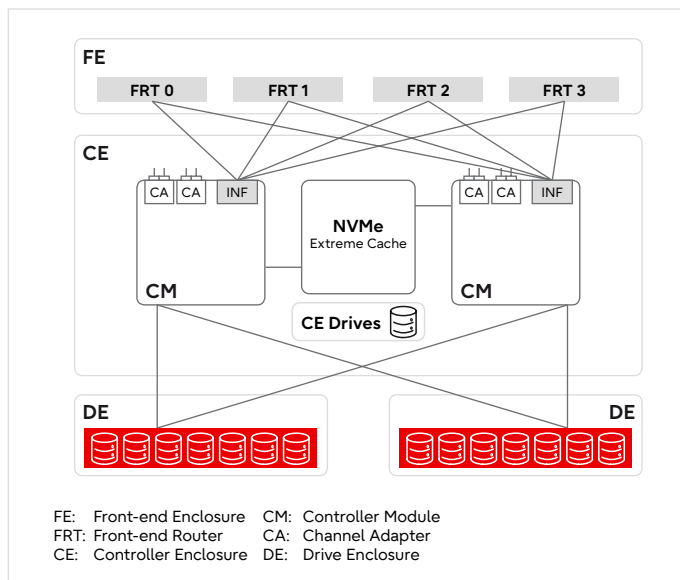 FE
FRT 0 FRT 1 FRT 2 FRT 3
CE
CA CA INF CA CA INF
NVMe
Extreme Cache
CM CM
CE Drives
DE DE
FE: Front-end Enclosure CM: Controller Module
FRT: Front-end Router CA: Channel Adapter
CE: Controller Enclosure DE: Drive Enclosure